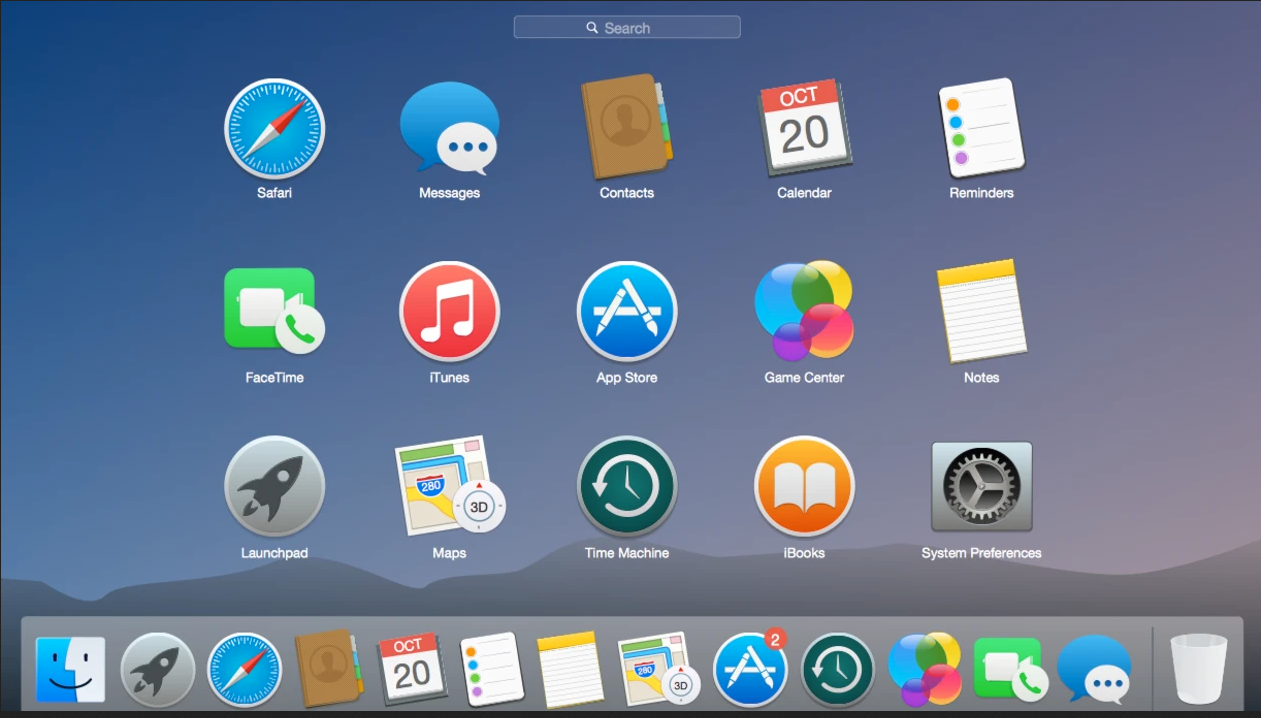 Search
OCT
20
Safari
Messages
Contacts
Calendar
Reminders
FaceTime
iTunes
App Store
Game Center
Notes
280
3D
Launchpad
Maps
Time Machine
iBooks
System Preferences
OCT
20
280
3D
2